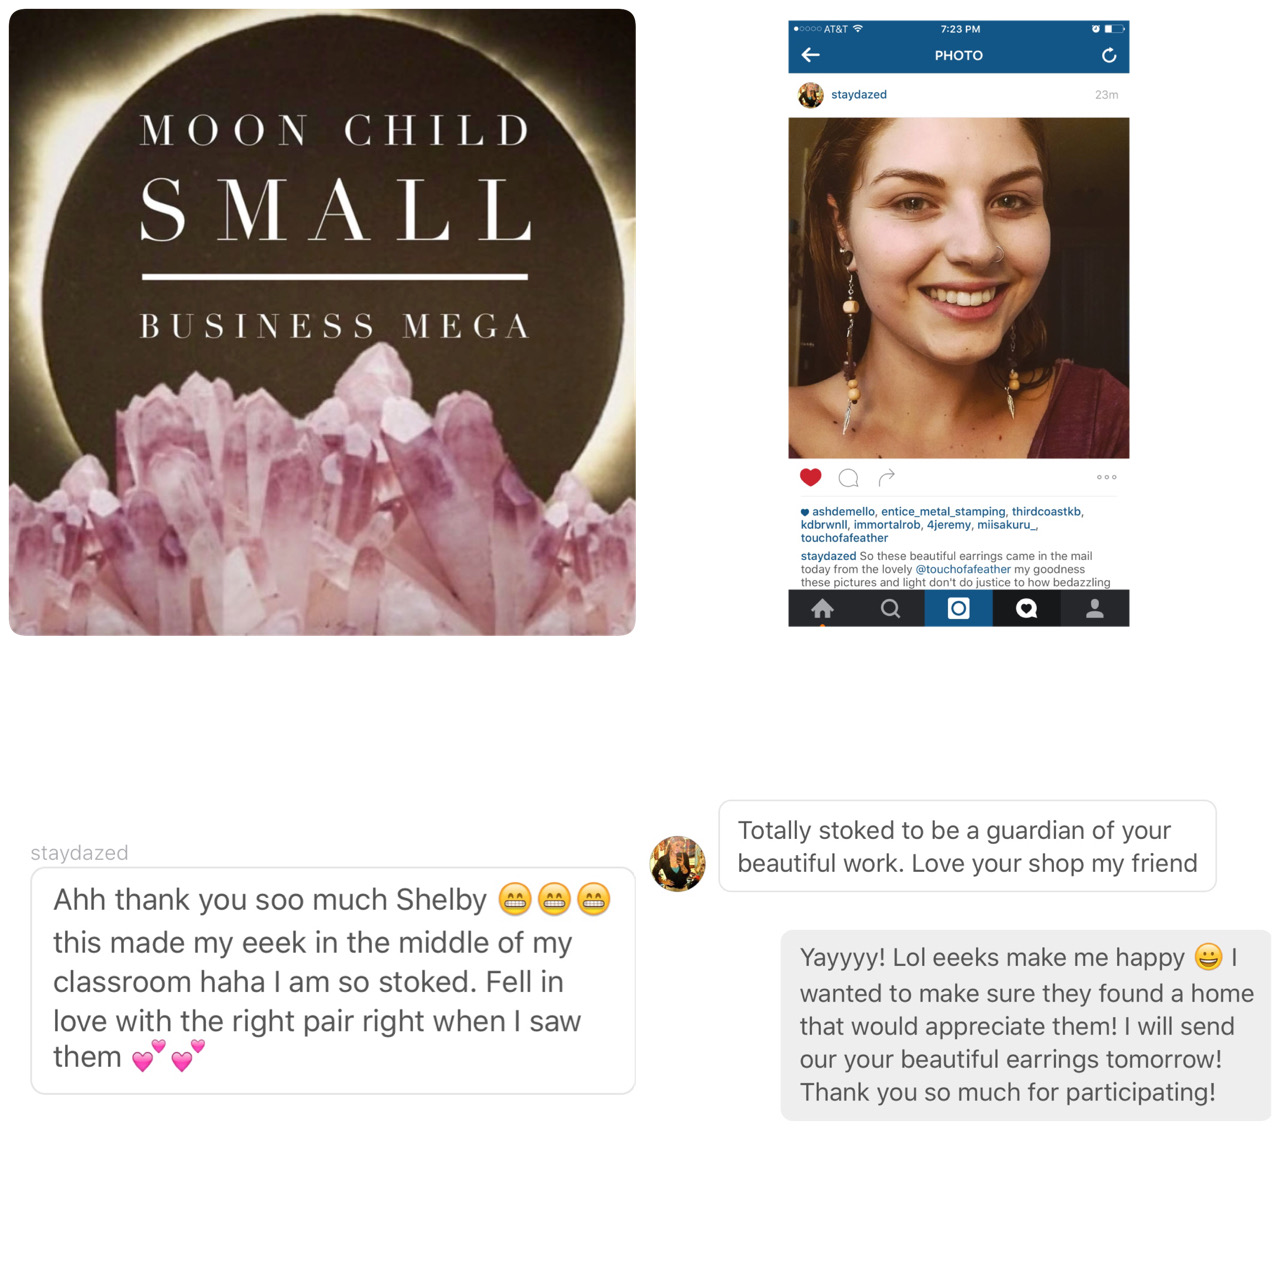 MOON CHILD
SMALL
BUSINESS MEGA
AT&T
7:23 PM
PHOTO
staydazed
23m
ashdemello, entice_metal_stamping, thirdcoastkb,
kdbrwnll, immortalrob, 4jeremy, miisakuru_,
touchofafeather
staydazed So these beautiful earrings came in the mail
today from the lovely @touchofafeather my goodness
these pictures and light don't do justice to how bedazzling
staydazed
Ahh thank you soo much Shelby 😁😁😁
this made my eeek in the middle of my
classroom haha I am so stoked. Fell in
love with the right pair right when I saw
them 💕💕
Totally stoked to be a guardian of your
beautiful work. Love your shop my friend
Yayyyy! Lol eeeks make me happy 😀 I
wanted to make sure they found a home
that would appreciate them! I will send
our your beautiful earrings tomorrow!
Thank you so much for participating!